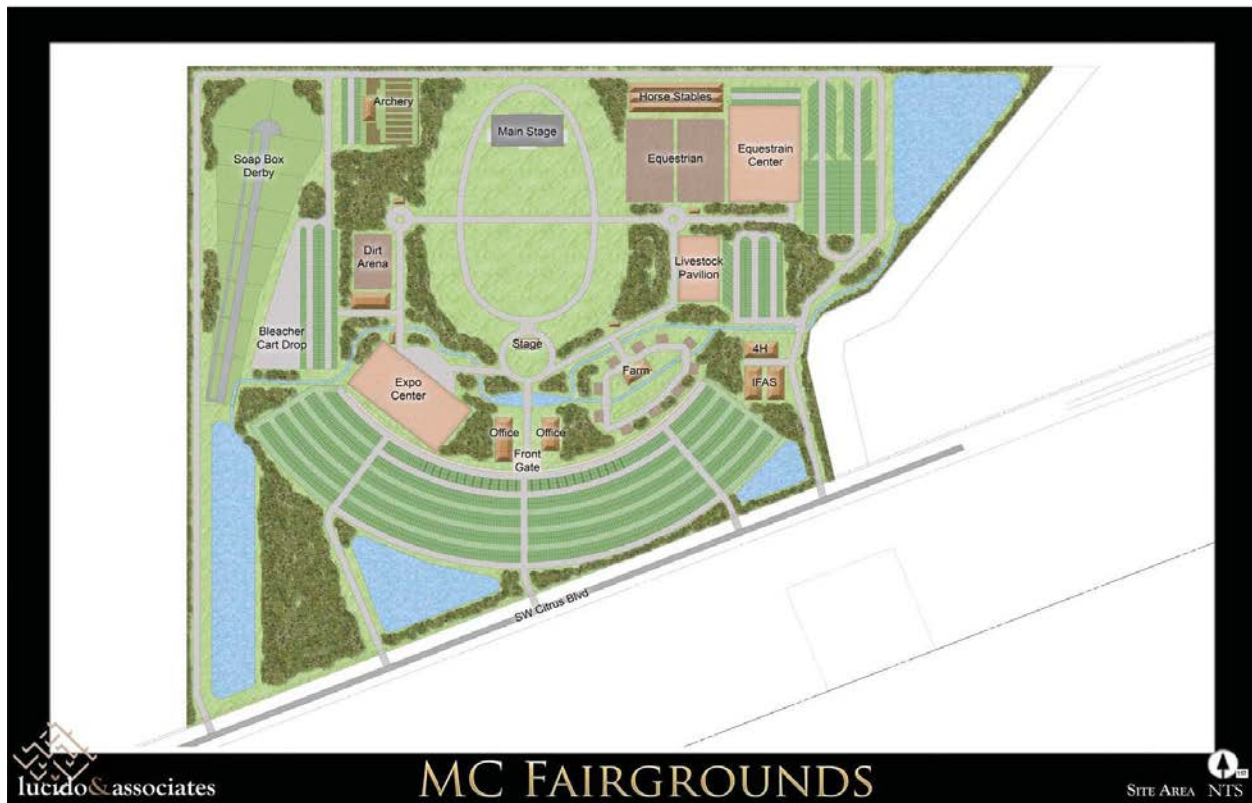 Archery
Horse Stables
Main Stage
Soap Box
Derby
Equestrian
Equestrain
Center
Dirt
Arena
Livestock
Pavilion
Bleacher
Cart Drop
Stage
4H
Farm
IFAS
Expo
Center
Office
Office
Front
Gate
SW Citrus Blvd
lucido&associates
MC FAIRGROUNDS
SITE AREA NTS